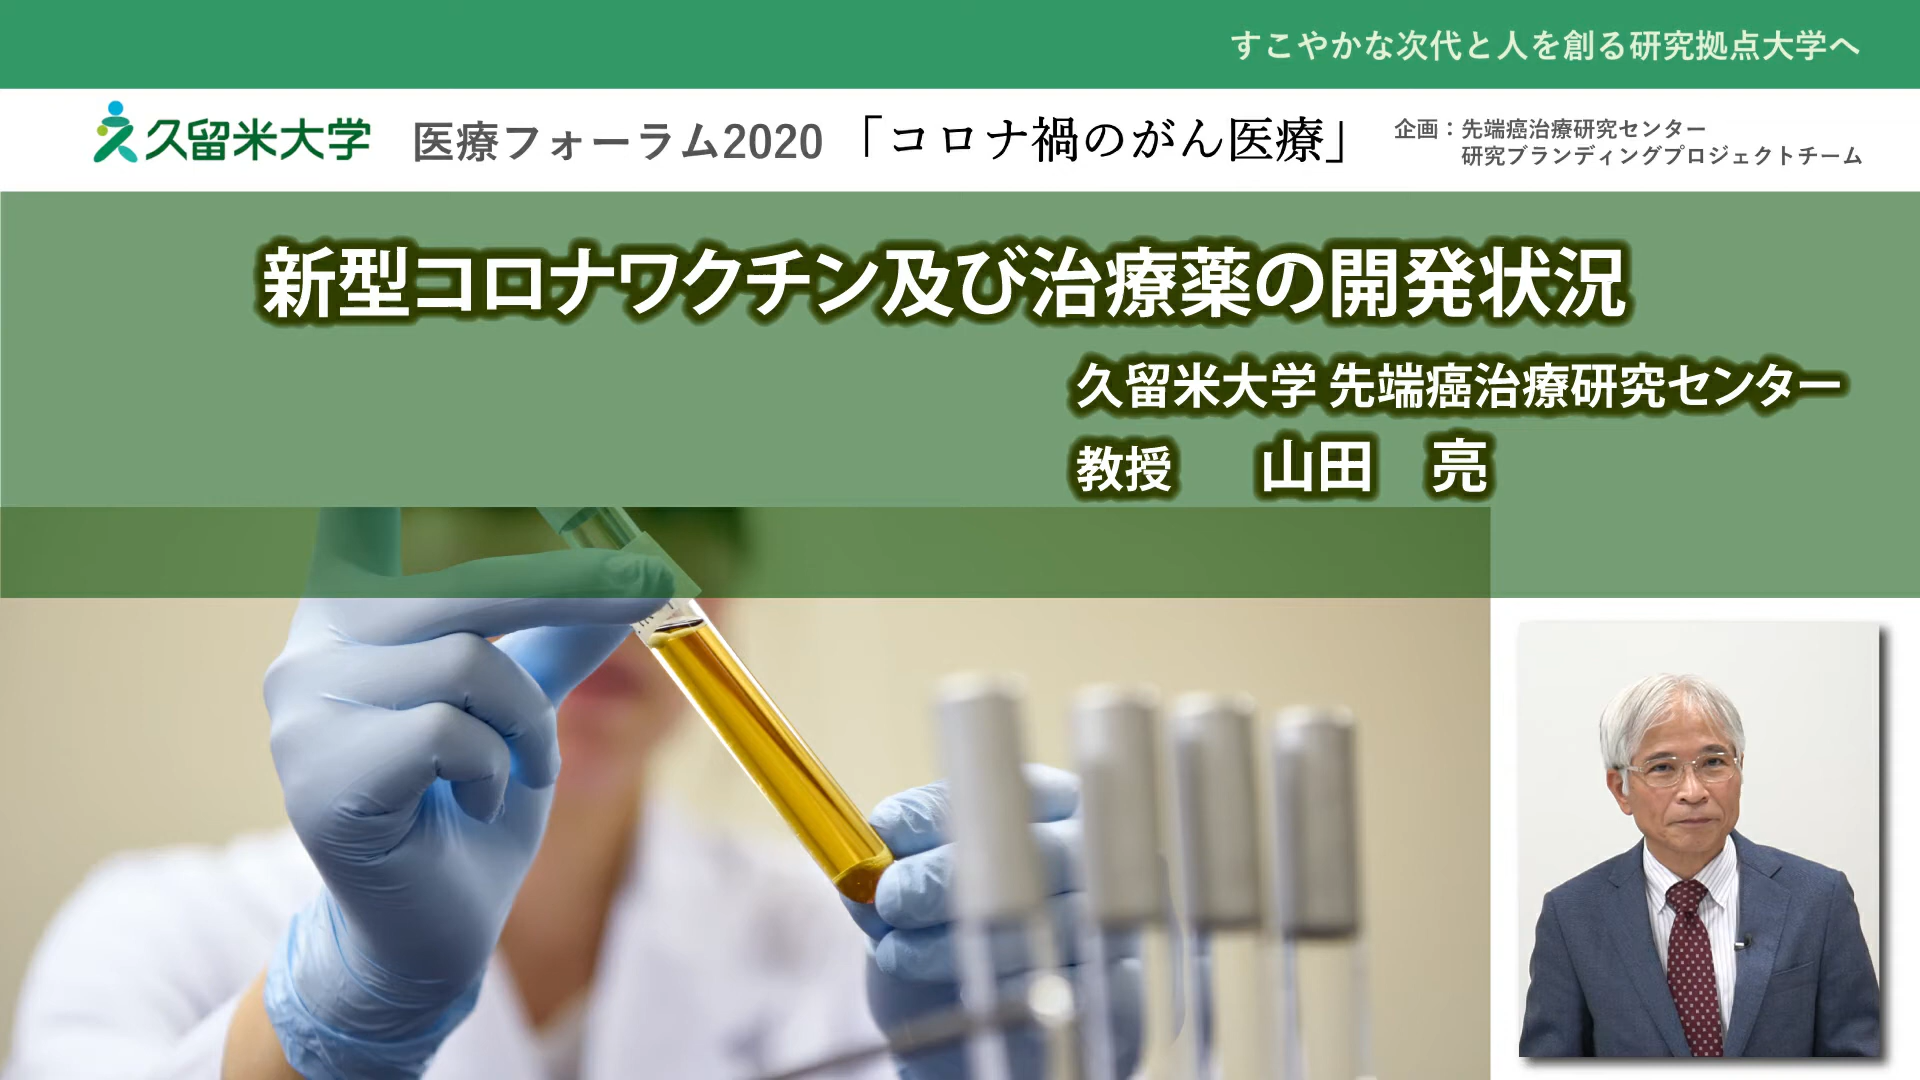 すこやかな次代と人を創る研究拠点大学へ
久留米大学 医療フォーラム2020 「コロナ禍のがん医療」
企画：先端癌治療研究センター
研究ブランディングプロジェクトチーム
新型コロナワクチン及び治療薬の開発状況
久留米大学 先端癌治療研究センター
教授 山田 亮